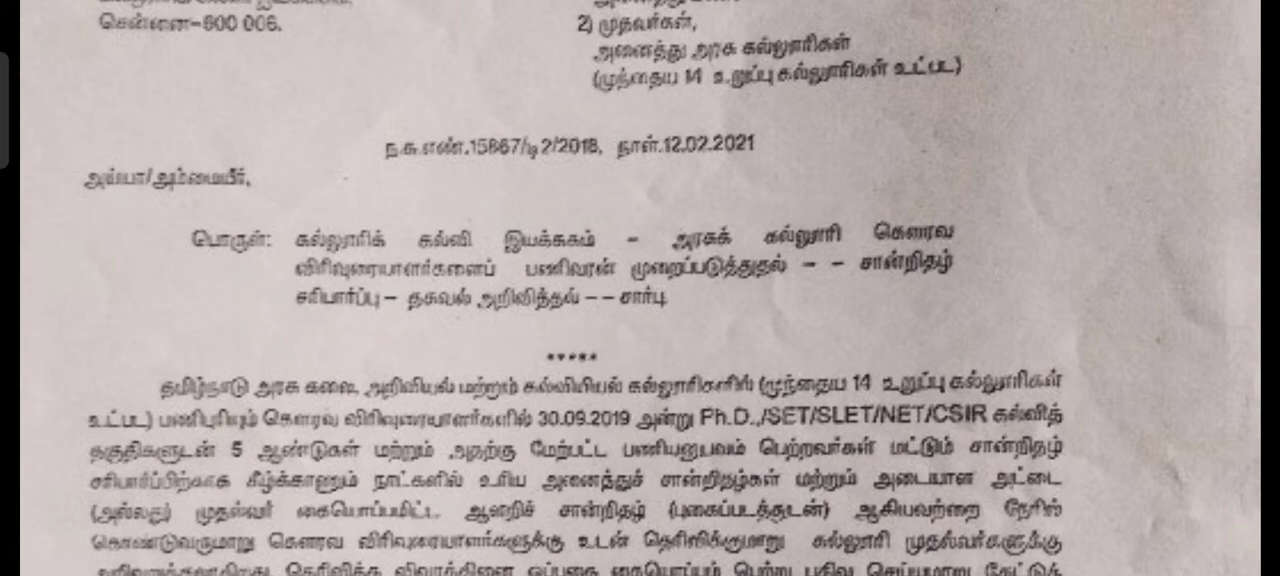 சென்னை-600 006.
2) முதவர்கள்,
அனைத்து அரசு கல்லூரிகள்
(முந்தைய 14 உறுப்பு கல்லூரிகள் உட்பட)
ந.க.எண்.15867/டி2/2018, நாள்.12.02.2021
அய்யா/அம்மையீர்,
பொருள்: கல்லூரிக் கல்வி இயக்ககம் - அரசுக் கல்லூரி கௌரவ
விரிவுரையாளர்களைப் பணிவரன் முறைப்படுத்துதல் - - சான்றிதழ்
சரிபார்ப்பு - தகவல் அறிவித்தல் - - சார்பு.
*****
தமிழ்நாடு அரசு கலை, அறிவியல் மற்றும் கல்வியியல் கல்லூரிகளில் (முந்தைய 14 உறுப்பு கல்லூரிகள்
உட்பட) பணிபுரியும் கௌரவ விரிவுரையாளர்களில் 30.09.2019 அன்று Ph.D.,/SET/SLET/NET/CSIR கல்வித்
தகுதிகளுடன் 5 ஆண்டுகள் மற்றும் அதற்கு மேற்பட்ட பணியனுபவம் பெற்றவர்கள் மட்டும் சான்றிதழ்
சரிபார்ப்பிற்காக கீழ்க்காணும் நாட்களில் உரிய அனைத்துச் சான்றிதழ்கள் மற்றும் அடையாள அட்டை
(அல்லது) முதல்வர் கையொப்பமிட்ட ஆளறிச் சான்றிதழ் (புகைப்படத்துடன்) ஆகியவற்றை நேரில்
கொண்டுவருமாறு கௌரவ விரிவுரையாளர்களுக்கு உடன் தெரிவிக்குமாறு கல்லூரி முதல்வர்களுக்கு